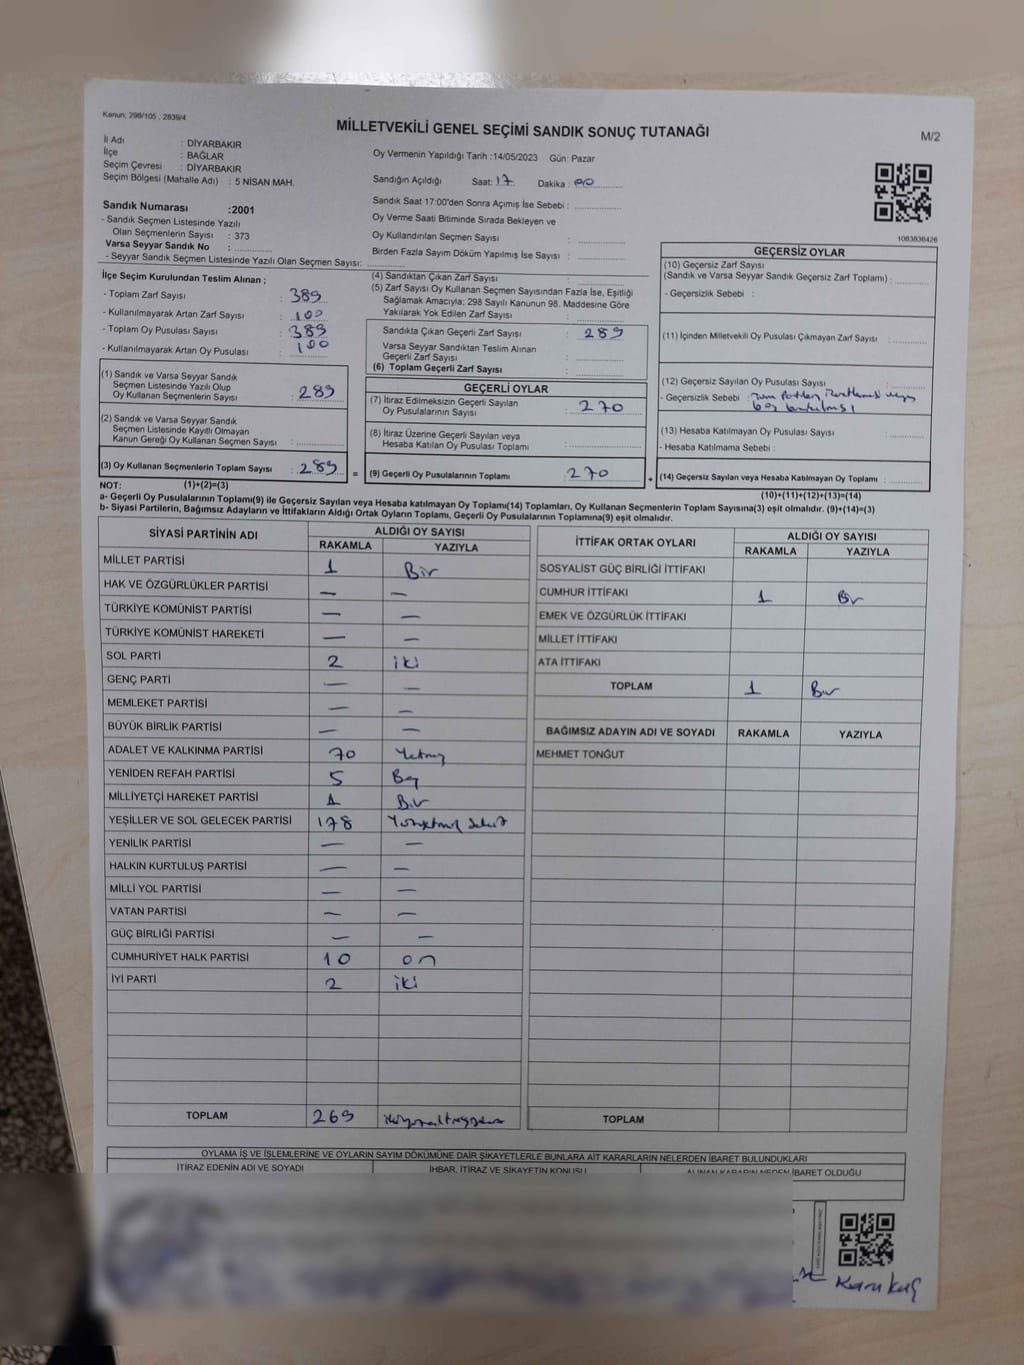 Kanun: 298/105 , 2839/4
MİLLETVEKİLİ GENEL SEÇİMİ SANDIK SONUÇ TUTANAĞI
M/2
İl Adı : DİYARBAKIR
İlçe : BAĞLAR
Seçim Çevresi : DİYARBAKIR
Seçim Bölgesi (Mahalle Adı) : 5 NİSAN MAH.
Sandık Numarası :2001
- Sandık Seçmen Listesinde Yazılı
Olan Seçmenlerin Sayısı : 373
Varsa Seyyar Sandık No :
- Seyyar Sandık Seçmen Listesinde Yazılı Olan Seçmen Sayısı:
Oy Vermenin Yapıldığı Tarih :14/05/2023 Gün: Pazar
Sandığın Açıldığı Saat: 17 Dakika : 00
Sandık Saat 17:00'den Sonra Açımış İse Sebebi :
Oy Verme Saati Bitiminde Sırada Bekleyen ve
Oy Kullandırılan Seçmen Sayısı :
Birden Fazla Sayım Döküm Yapılmış İse Sayısı :
1083836426
İlçe Seçim Kurulundan Teslim Alınan ;
- Toplam Zarf Sayısı : 389
- Kullanılmayarak Artan Zarf Sayısı : 100
- Toplam Oy Pusulası Sayısı : 389
- Kullanılmayarak Artan Oy Pusulası : 100
(1) Sandık ve Varsa Seyyar Sandık
Seçmen Listesinde Yazılı Olup
Oy Kullanan Seçmenlerin Sayısı : 289
(2) Sandık ve Varsa Seyyar Sandık
Seçmen Listesinde Kayıtlı Olmayan
Kanun Gereği Oy Kullanan Seçmen Sayısı :
(3) Oy Kullanan Seçmenlerin Toplam Sayısı : 289
(4) Sandıktan Çıkan Zarf Sayısı :
(5) Zarf Sayısı Oy Kullanan Seçmen Sayısından Fazla İse, Eşitliği
Sağlamak Amacıyla; 298 Sayılı Kanunun 98. Maddesine Göre
Yakılarak Yok Edilen Zarf Sayısı :
Sandıkta Çıkan Geçerli Zarf Sayısı : 289
Varsa Seyyar Sandıktan Teslim Alınan
Geçerli Zarf Sayısı :
(6) Toplam Geçerli Zarf Sayısı :
GEÇERLİ OYLAR
(7) İtiraz Edilmeksizin Geçerli Sayılan
Oy Pusulalarının Sayısı : 270
(8) İtiraz Üzerine Geçerli Sayılan veya
Hesaba Katılan Oy Pusulası Toplamı :
= (9) Geçerli Oy Pusulalarının Toplamı : 270
GEÇERSİZ OYLAR
(10) Geçersiz Zarf Sayısı
(Sandık ve Varsa Seyyar Sandık Geçersiz Zarf Toplamı) :
- Geçersizlik Sebebi :
(11) İçinden Milletvekili Oy Pusulası Çıkmayan Zarf Sayısı :
(12) Geçersiz Sayılan Oy Pusulası Sayısı :
- Geçersizlik Sebebi :
(13) Hesaba Katılmayan Oy Pusulası Sayısı :
- Hesaba Katılmama Sebebi :
+ (14) Geçersiz Sayılan veya Hesaba Katılmayan Oy Toplamı :
NOT: (1)+(2)=(3)
(10)+(11)+(12)+(13)=(14)
a- Geçerli Oy Pusulalarının Toplamı(9) ile Geçersiz Sayılan veya Hesaba katılmayan Oy Toplamı(14) Toplamları, Oy Kullanan Seçmenlerin Toplam Sayısına(3) eşit olmalıdır. (9)+(14)=(3)
b- Siyasi Partilerin, Bağımsız Adayların ve İttifakların Aldığı Ortak Oyların Toplamı, Geçerli Oy Pusulalarının Toplamına(9) eşit olmalıdır.
SİYASİ PARTİNİN ADI ALDIĞI OY SAYISI
RAKAMLA YAZIYLA
MİLLET PARTİSİ 1 Bir
HAK VE ÖZGÜRLÜKLER PARTİSİ — —
TÜRKİYE KOMÜNİST PARTİSİ — —
TÜRKİYE KOMÜNİST HAREKETİ — —
SOL PARTİ 2 iki
GENÇ PARTİ — —
MEMLEKET PARTİSİ — —
BÜYÜK BİRLİK PARTİSİ — —
ADALET VE KALKINMA PARTİSİ 70 Yetmiş
YENİDEN REFAH PARTİSİ 5 Beş
MİLLİYETÇİ HAREKET PARTİSİ 1 Bir
YEŞİLLER VE SOL GELECEK PARTİSİ 178 Yüzyetmiş Sekiz
YENİLİK PARTİSİ — —
HALKIN KURTULUŞ PARTİSİ — —
MİLLİ YOL PARTİSİ — —
VATAN PARTİSİ — —
GÜÇ BİRLİĞİ PARTİSİ — —
CUMHURİYET HALK PARTİSİ 10 on
İYİ PARTİ 2 iki
TOPLAM 269
İTTİFAK ORTAK OYLARI ALDIĞI OY SAYISI
RAKAMLA YAZIYLA
SOSYALİST GÜÇ BİRLİĞİ İTTİFAKI
CUMHUR İTTİFAKI 1 Bir
EMEK VE ÖZGÜRLÜK İTTİFAKI
MİLLET İTTİFAKI
ATA İTTİFAKI
TOPLAM 1 Bir
BAĞIMSIZ ADAYIN ADI VE SOYADI RAKAMLA YAZIYLA
MEHMET TONĞUT
TOPLAM
OYLAMA İŞ VE İŞLEMLERİNE VE OYLARIN SAYIM DÖKÜMÜNE DAİR ŞİKAYETLERLE BUNLARA AİT KARARLARIN NELERDEN İBARET BULUNDUKLARI
İTİRAZ EDENİN ADI VE SOYADI İHBAR, İTİRAZ VE ŞİKAYETİN KONUSU ALINAN KARARIN NEDEN İBARET OLDUĞU
Karakuş